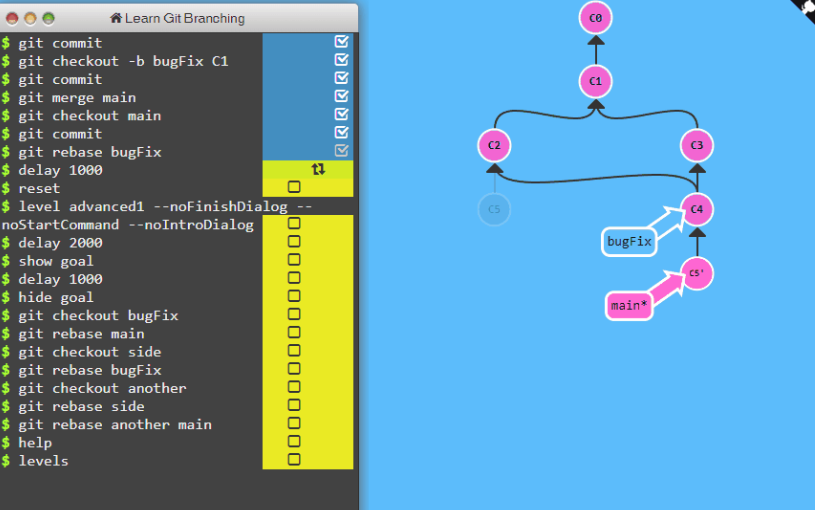 Learn Git Branching
$ git commit
$ git checkout -b bugFix C1
$ git commit
$ git merge main
$ git checkout main
$ git commit
$ git rebase bugFix
$ delay 1000
$ reset
$ level advanced1 --noFinishDialog --
noStartCommand --noIntroDialog
$ delay 2000
$ show goal
$ delay 1000
$ hide goal
$ git checkout bugFix
$ git rebase main
$ git checkout side
$ git rebase bugFix
$ git checkout another
$ git rebase side
$ git rebase another main
$ help
$ levels
C0
C1
C2
C3
C5
C4
bugFix
C5'
main*